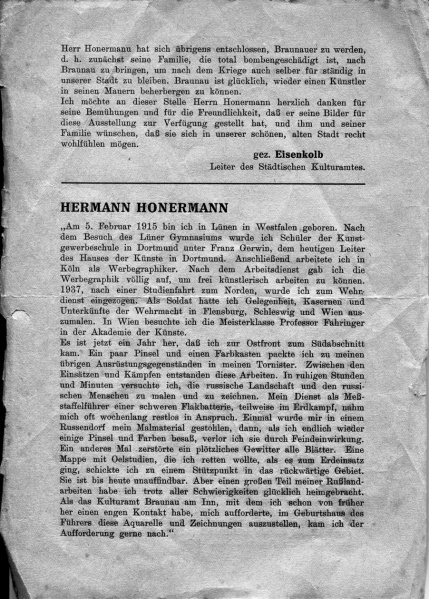 Herr Honermann hat sich übrigens entschlossen, Braunauer zu werden,
d. h. zunächst seine Familie, die total bombengeschädigt ist, nach
Braunau zu bringen, um nach dem Kriege auch selber für ständig in
unserer Stadt zu bleiben. Braunau ist glücklich, wieder einen Künstler
in seinen Mauern beherbergen zu können.
Ich möchte an dieser Stelle Herrn Honermann herzlich danken für
seine Bemühungen und für die Freundlichkeit, daß er seine Bilder für
diese Ausstellung zur Verfügung gestellt hat, und ihm und seiner
Familie wünschen, daß sie sich in unserer schönen, alten Stadt recht
wohlfühlen mögen.
gez. Eisenkolb
Leiter des Städtischen Kulturamtes.
HERMANN HONERMANN
„Am 5. Februar 1915 bin ich in Lünen in Westfalen geboren. Nach
dem Besuch des Lüner Gymnasiums wurde ich Schüler der Kunst-
gewerbeschule in Dortmund unter Franz Gerwin, dem heutigen Leiter
des Hauses der Künste in Dortmund. Anschließend arbeitete ich in
Köln als Werbegraphiker. Nach dem Arbeitsdienst gab ich die
Werbegraphik völlig auf, um frei künstlerisch arbeiten zu können.
1937, nach einer Studienfahrt zum Norden, wurde ich zum Wehr-
dienst eingezogen. Als Soldat hatte ich Gelegenheit, Kasernen und
Unterkünfte der Wehrmacht in Flensburg, Schleswig und Wien aus-
zumalen. In Wien besuchte ich die Meisterklasse Professor Fahringer
in der Akademie der Künste.
Es ist jetzt ein Jahr her, daß ich zur Ostfront zum Südabschnitt
kam. Ein paar Pinsel und einen Farbkasten packte ich zu meinen
übrigen Ausrüstungsgegenständen in meinen Tornister. Zwischen den
Einsätzen und Kämpfen entstanden diese Arbeiten. In ruhigen Stunden
und Minuten versuchte ich, die russische Landschaft und den russi-
schen Menschen zu malen und zu zeichnen. Mein Dienst als Meß-
staffelführer einer schweren Flakbatterie, teilweise im Erdkampf, nahm
mich oft wochenlang restlos in Anspruch. Einmal wurde mir in einem
Russendorf mein Malmaterial gestohlen, dann, als ich endlich wieder
einige Pinsel und Farben besaß, verlor ich sie durch Feindeinwirkung.
Ein anderes Mal zerstörte ein plötzliches Gewitter alle Blätter. Eine
Mappe mit Oelstudien, die ich retten wollte, als es zum Erdeinsatz
ging, schickte ich zu einem Stützpunkt in das rückwärtige Gebiet.
Sie ist bis heute unauffindbar. Aber einen großen Teil meiner Rußland-
arbeiten habe ich trotz aller Schwierigkeiten glücklich heimgebracht.
Als das Kulturamt Braunau am Inn, mit dem ich schon von früher
her einen engen Kontakt habe, mich aufforderte, im Geburtshaus des
Führers diese Aquarelle und Zeichnungen auszustellen, kam ich der
Aufforderung gerne nach.“